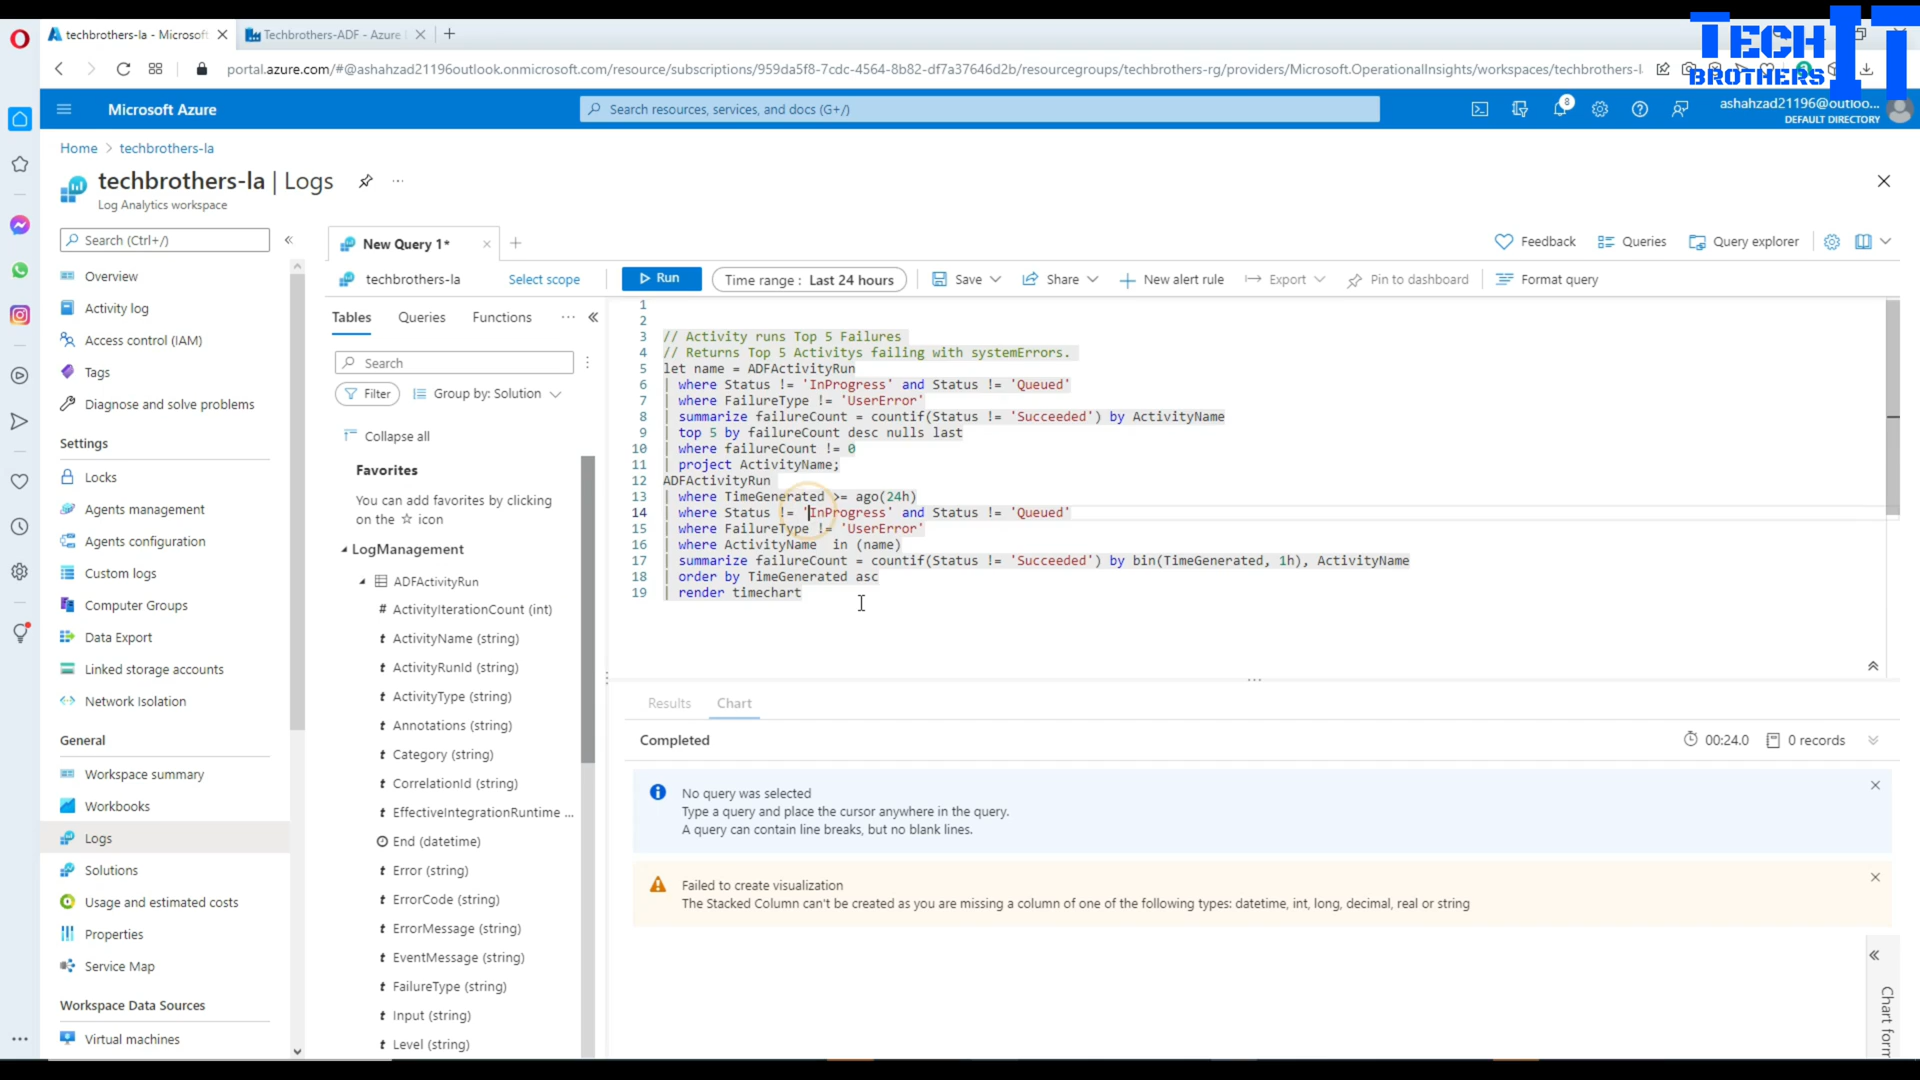 techbrothers-la - Microsof
Techbrothers-ADF - Azure
portal.azure.com/#@ashahzad21196outlook.onmicrosoft.com/resource/subscriptions/959da5f8-7cdc-4564-8b82-df7a37646d2b/resourcegroups/techbrothers-rg/providers/Microsoft.OperationalInsights/workspaces/techbrothers-l
TECH IT
BROTHERS
Microsoft Azure
Search resources, services, and docs (G+/)
8
ashahzad21196@outloo...
DEFAULT DIRECTORY
Home > techbrothers-la
techbrothers-la | Logs
Log Analytics workspace
Search (Ctrl+/)
Overview
Activity log
Access control (IAM)
Tags
Diagnose and solve problems
Settings
Locks
Agents management
Agents configuration
Custom logs
Computer Groups
Data Export
Linked storage accounts
Network Isolation
General
Workspace summary
Workbooks
Logs
Solutions
Usage and estimated costs
Properties
Service Map
Workspace Data Sources
Virtual machines
New Query 1*
Feedback
Queries
Query explorer
techbrothers-la
Select scope
Run
Time range : Last 24 hours
Save
Share
New alert rule
Export
Pin to dashboard
Format query
Tables
Queries
Functions
Search
Filter
Group by: Solution
Collapse all
Favorites
You can add favorites by clicking
on the ☆ icon
LogManagement
ADFActivityRun
# ActivityIterationCount (int)
t ActivityName (string)
t ActivityRunId (string)
t ActivityType (string)
t Annotations (string)
t Category (string)
t CorrelationId (string)
t EffectiveIntegrationRuntime ...
End (datetime)
t Error (string)
t ErrorCode (string)
t ErrorMessage (string)
t EventMessage (string)
t FailureType (string)
t Input (string)
t Level (string)
1
2
3 // Activity runs Top 5 Failures
4 // Returns Top 5 Activitys failing with systemErrors.
5 let name = ADFActivityRun
6 | where Status != 'InProgress' and Status != 'Queued'
7 | where FailureType != 'UserError'
8 | summarize failureCount = countif(Status != 'Succeeded') by ActivityName
9 | top 5 by failureCount desc nulls last
10 | where failureCount != 0
11 | project ActivityName;
12 ADFActivityRun
13 | where TimeGenerated >= ago(24h)
14 | where Status != 'InProgress' and Status != 'Queued'
15 | where FailureType != 'UserError'
16 | where ActivityName  in (name)
17 | summarize failureCount = countif(Status != 'Succeeded') by bin(TimeGenerated, 1h), ActivityName
18 | order by TimeGenerated asc
19 | render timechart
Results
Chart
Completed
00:24.0
0 records
No query was selected
Type a query and place the cursor anywhere in the query.
A query can contain line breaks, but no blank lines.
Failed to create visualization
The Stacked Column can't be created as you are missing a column of one of the following types: datetime, int, long, decimal, real or string
Chart form